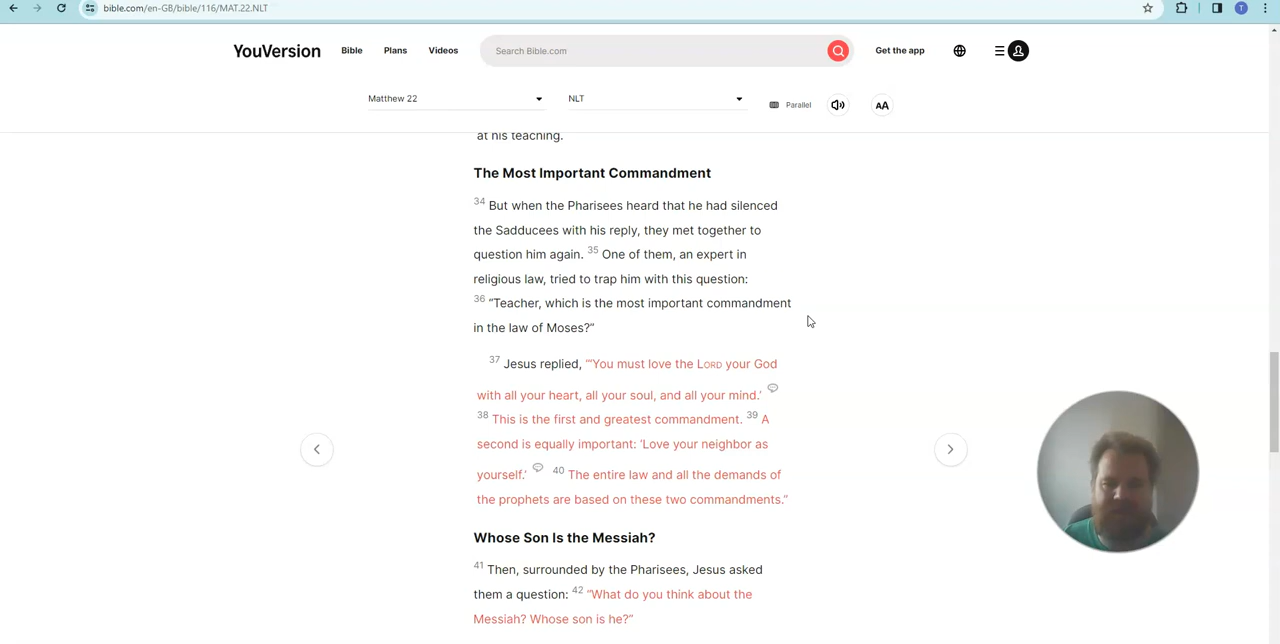 bible.com/en-GB/bible/116/MAT.22.NLT
T
YouVersion Bible Plans Videos Search Bible.com Get the app
Matthew 22 NLT Parallel AA
at his teaching.
The Most Important Commandment
34 But when the Pharisees heard that he had silenced
the Sadducees with his reply, they met together to
question him again. 35 One of them, an expert in
religious law, tried to trap him with this question:
36 “Teacher, which is the most important commandment
in the law of Moses?”
37 Jesus replied, “‘You must love the LORD your God
with all your heart, all your soul, and all your mind.’
38 This is the first and greatest commandment. 39 A
second is equally important: ‘Love your neighbor as
yourself.’ 40 The entire law and all the demands of
the prophets are based on these two commandments.”
Whose Son Is the Messiah?
41 Then, surrounded by the Pharisees, Jesus asked
them a question: 42 “What do you think about the
Messiah? Whose son is he?”